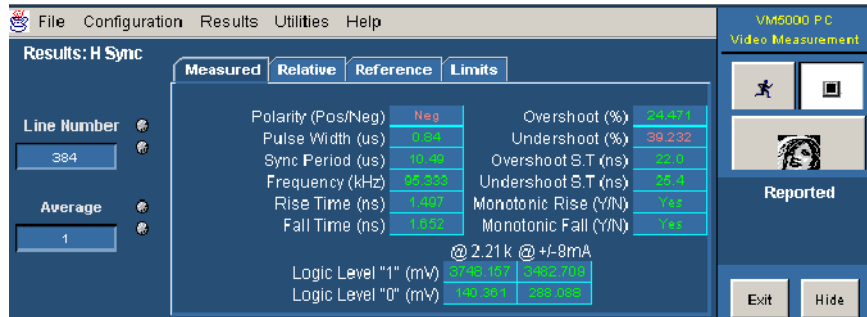 File Configuration Results Utilities Help
VM5000 PC
Video Measurement
Results: H Sync
Measured Relative Reference Limits
Line Number
384
Average
1
Polarity (Pos/Neg) Neg Overshoot (%) 24.471
Pulse Width (us) 0.84 Undershoot (%) 39.232
Sync Period (us) 10.49 Overshoot S.T (ns) 22.0
Frequency (kHz) 95.333 Undershoot S.T (ns) 25.4
Rise Time (ns) 1.497 Monotonic Rise (Y/N) Yes
Fall Time (ns) 1.652 Monotonic Fall (Y/N) Yes
@ 2.21k @ +/-8mA
Logic Level "1" (mV) 3748.157 3482.709
Logic Level "0" (mV) 140.361 288.088
Reported
Exit Hide